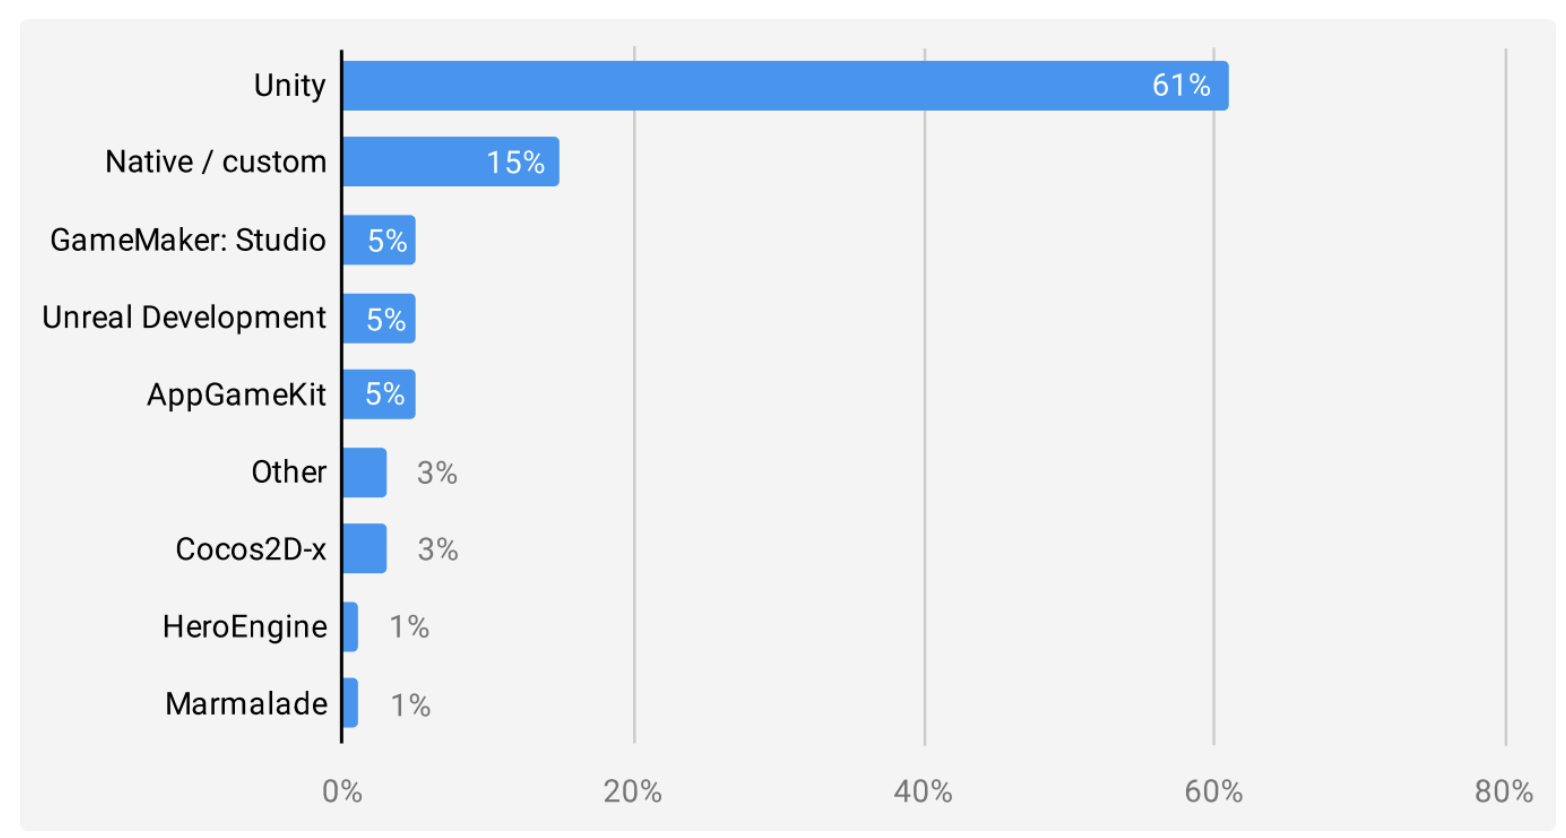 Unity 61%
Native / custom 15%
GameMaker: Studio 5%
Unreal Development 5%
AppGameKit 5%
Other 3%
Cocos2D-x 3%
HeroEngine 1%
Marmalade 1%
0% 20% 40% 60% 80%